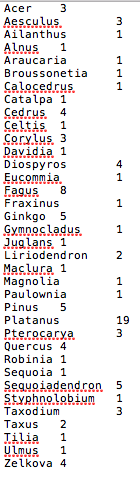 Acer 3
Aesculus 3
Ailanthus 1
Alnus 1
Araucaria 1
Broussonetia 1
Calocedrus 1
Catalpa 1
Cedrus 4
Celtis 1
Corylus 3
Davidia 1
Diospyros 4
Eucommia 1
Fagus 8
Fraxinus 1
Ginkgo 5
Gymnocladus 1
Juglans 1
Liriodendron 2
Maclura 1
Magnolia 1
Paulownia 1
Pinus 5
Platanus 19
Pterocarya 3
Quercus 4
Robinia 1
Sequoia 1
Sequoiadendron 5
Styphnolobium 1
Taxodium 3
Taxus 2
Tilia 1
Ulmus 1
Zelkova 4